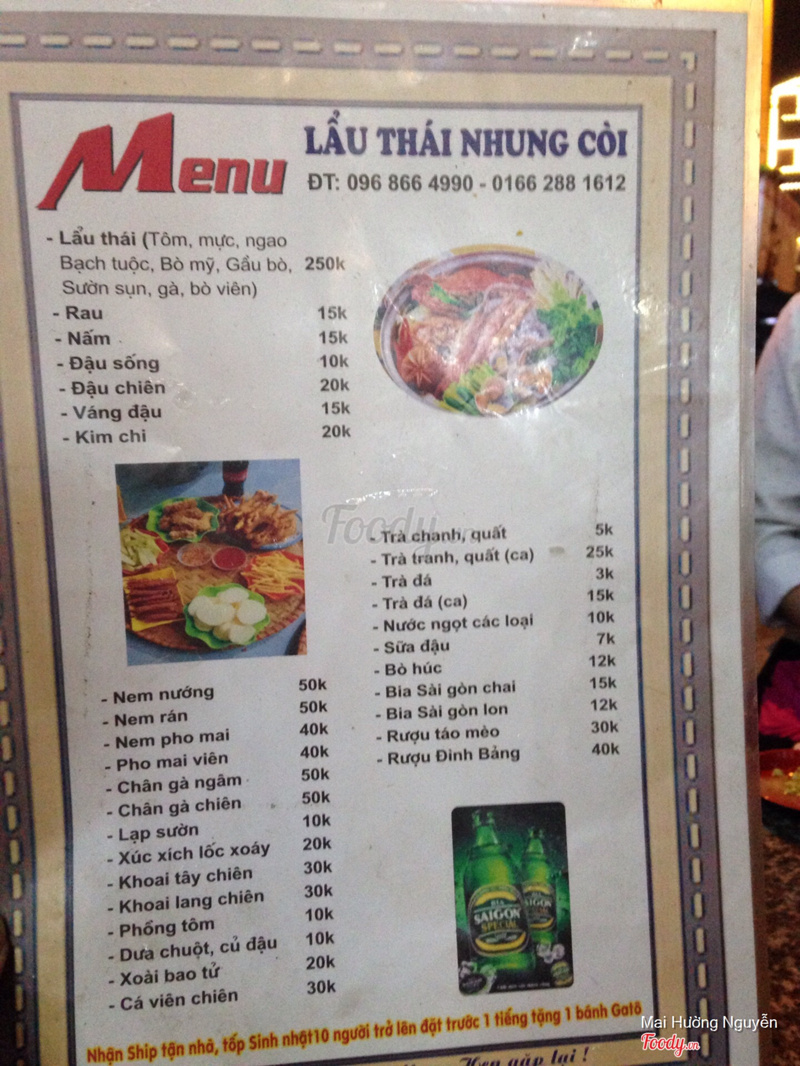 Menu
LẨU THÁI NHUNG CÒI
ĐT: 096 866 4990 - 0166 288 1612
- Lẩu thái (Tôm, mực, ngao
Bạch tuộc, Bò mỹ, Gầu bò, 250k
Sườn sụn, gà, bò viên)
- Rau 15k
- Nấm 15k
- Đậu sống 10k
- Đậu chiên 20k
- Váng đậu 15k
- Kim chi 20k
Foody.vn
- Trà chanh, quất 5k
- Trà tranh, quất (ca) 25k
- Trà đá 3k
- Trà đá (ca) 15k
- Nước ngọt các loại 10k
- Sữa đậu 7k
- Bò húc 12k
- Bia Sài gòn chai 15k
- Bia Sài gòn lon 12k
- Rượu táo mèo 30k
- Rượu Đình Bảng 40k
- Nem nướng 50k
- Nem rán 50k
- Nem pho mai 40k
- Pho mai viên 40k
- Chân gà ngâm 50k
- Chân gà chiên 50k
- Lạp sườn 10k
- Xúc xích lốc xoáy 20k
- Khoai tây chiên 30k
- Khoai lang chiên 30k
- Phồng tôm 10k
- Dưa chuột, củ đậu 10k
- Xoài bao tử 20k
- Cá viên chiên 30k
BIA
SAIGON
SPECIAL
Nhận Ship tận nhà, tốp Sinh nhật10 người trở lên đặt trước 1 tiếng tặng 1 bánh Gatô
Hẹn gặp lại !
Mai Hường Nguyễn
Foody.vn